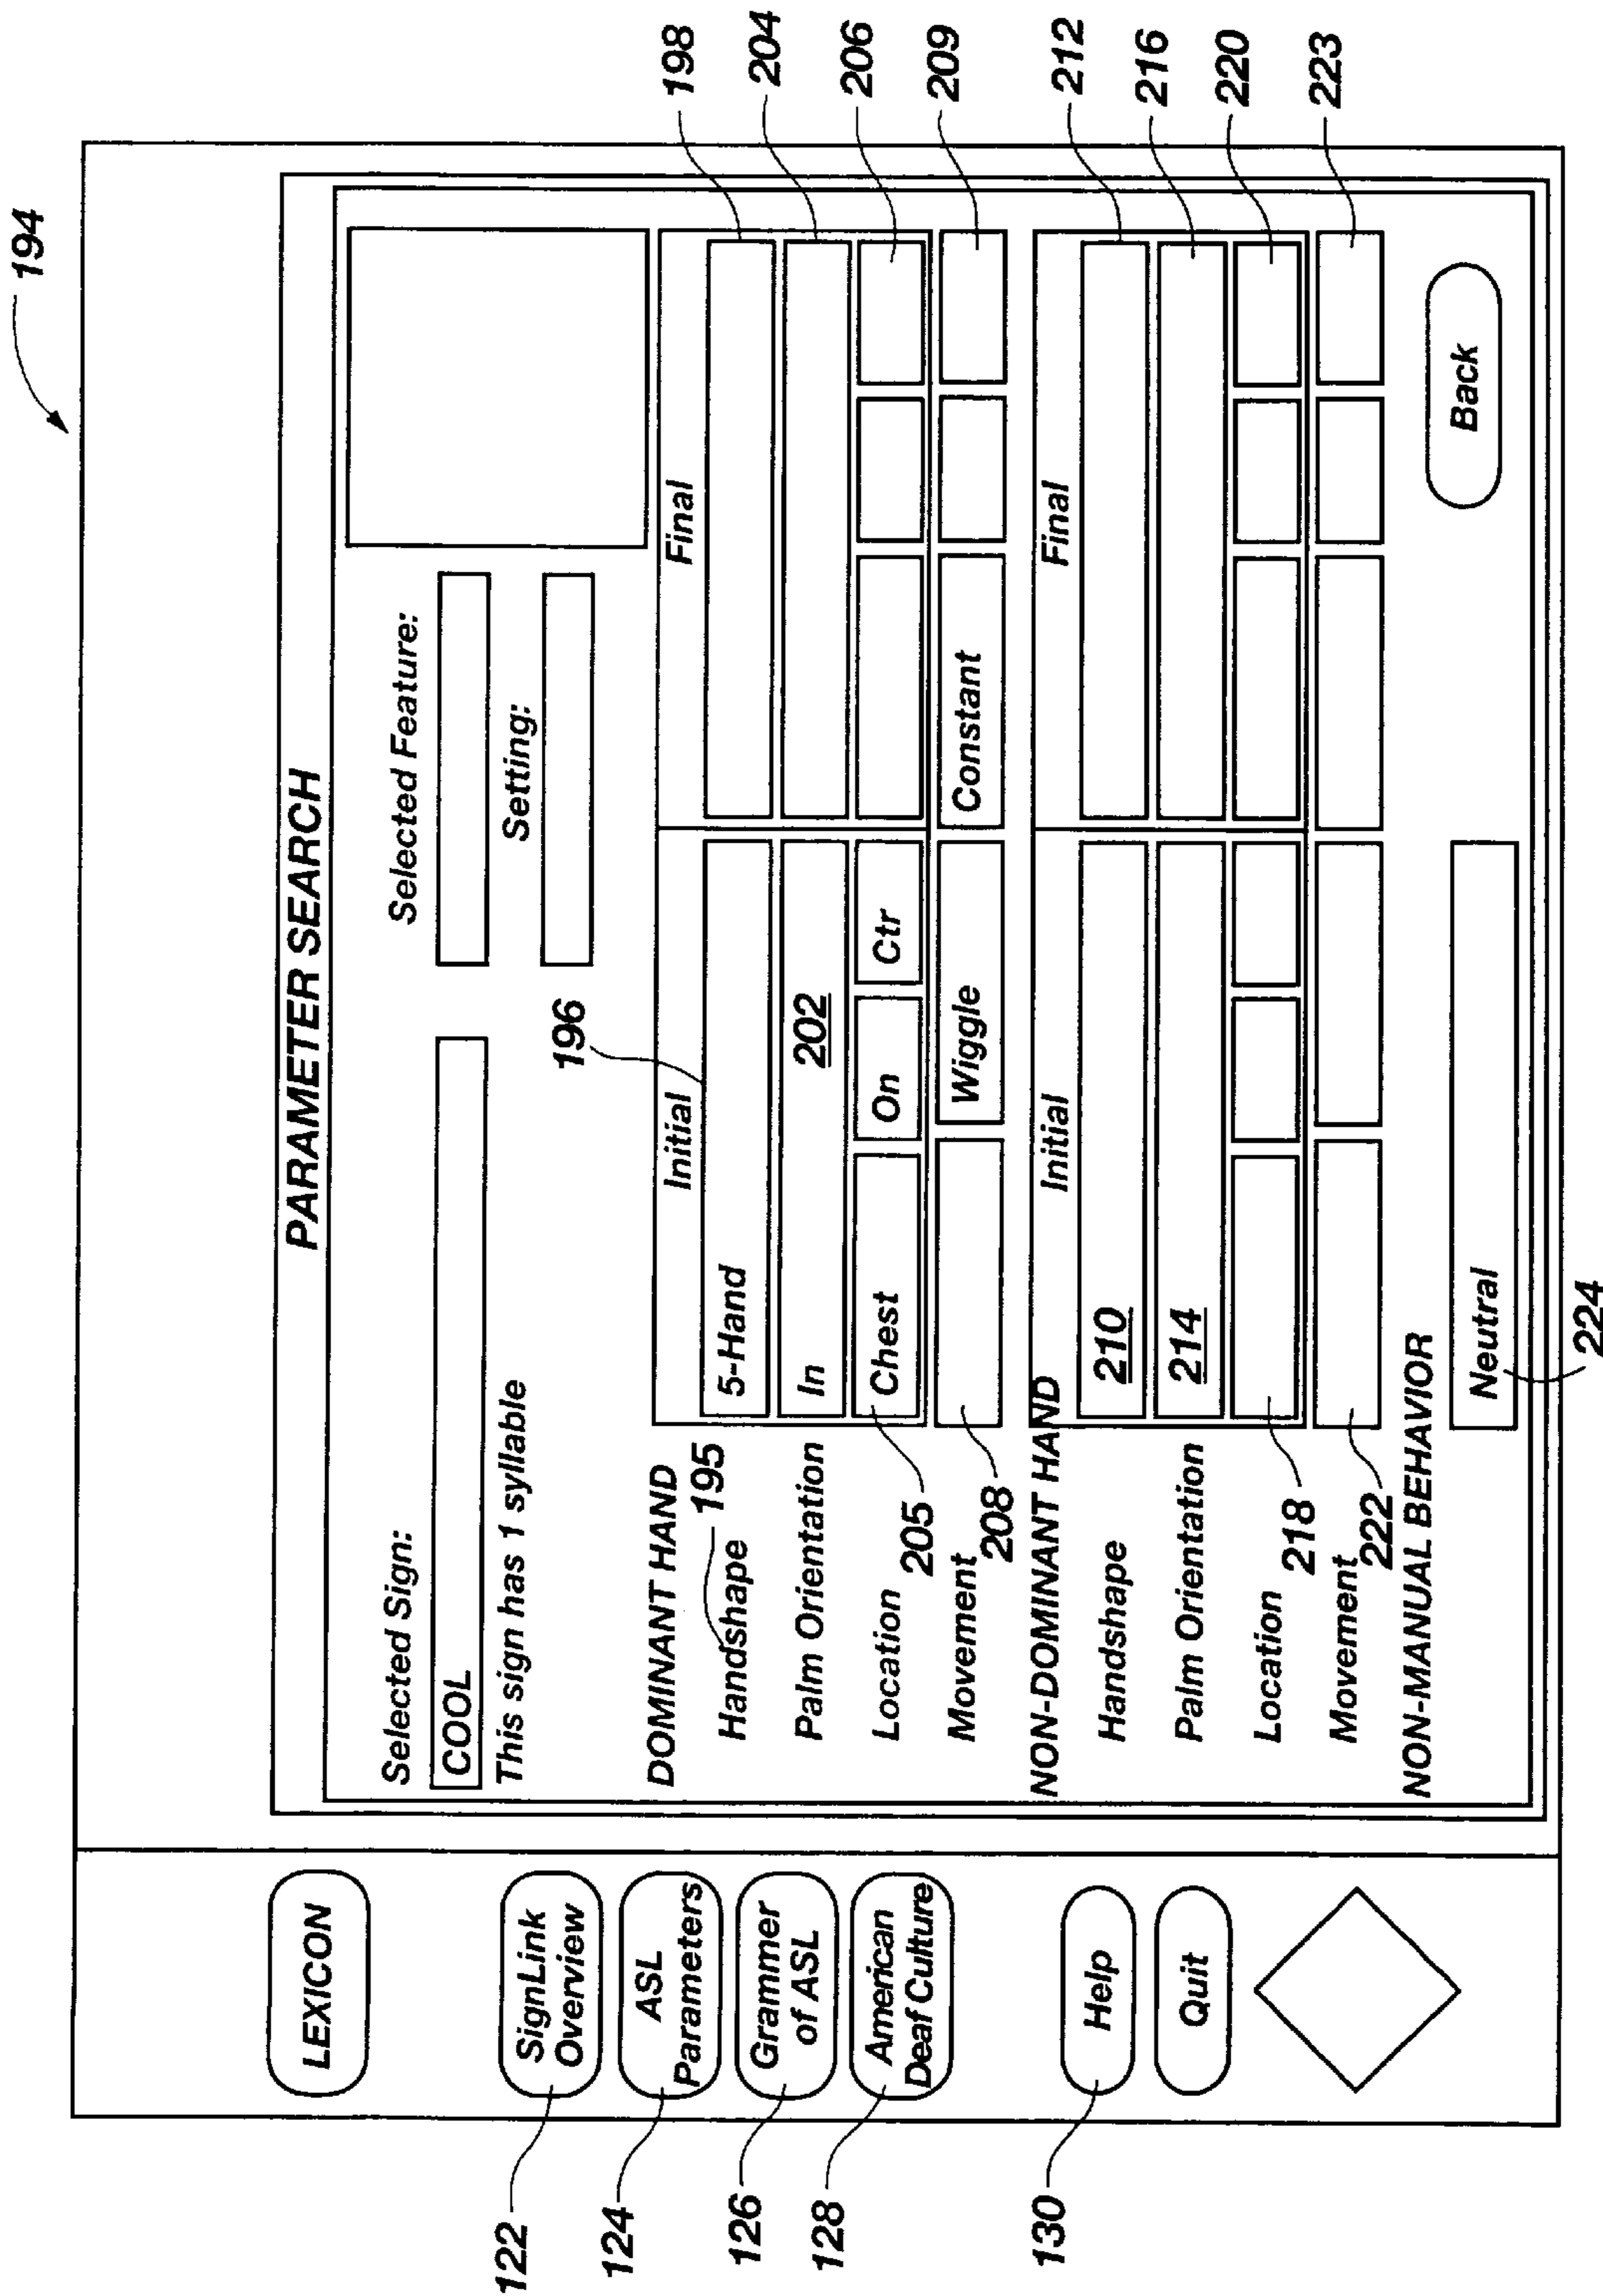 194
PARAMETER SEARCH
LEXICON
SignLink
Overview
ASL
Parameters
Grammer
of ASL
American
Deaf Culture
Help
Quit
122
124
126
128
130
Selected Sign:
COOL
This sign has 1 syllable
Selected Feature:
Setting:
196
DOMINANT HAND
195
Initial
Final
Handshape
5-Hand
198
Palm Orientation
In
202
204
Location
205
Chest
On
Ctr
206
Movement
208
Wiggle
Constant
209
NON-DOMINANT HAND
Initial
Final
Handshape
210
212
Palm Orientation
214
216
Location
218
220
Movement
222
223
NON-MANUAL BEHAVIOR
Neutral
224
Back